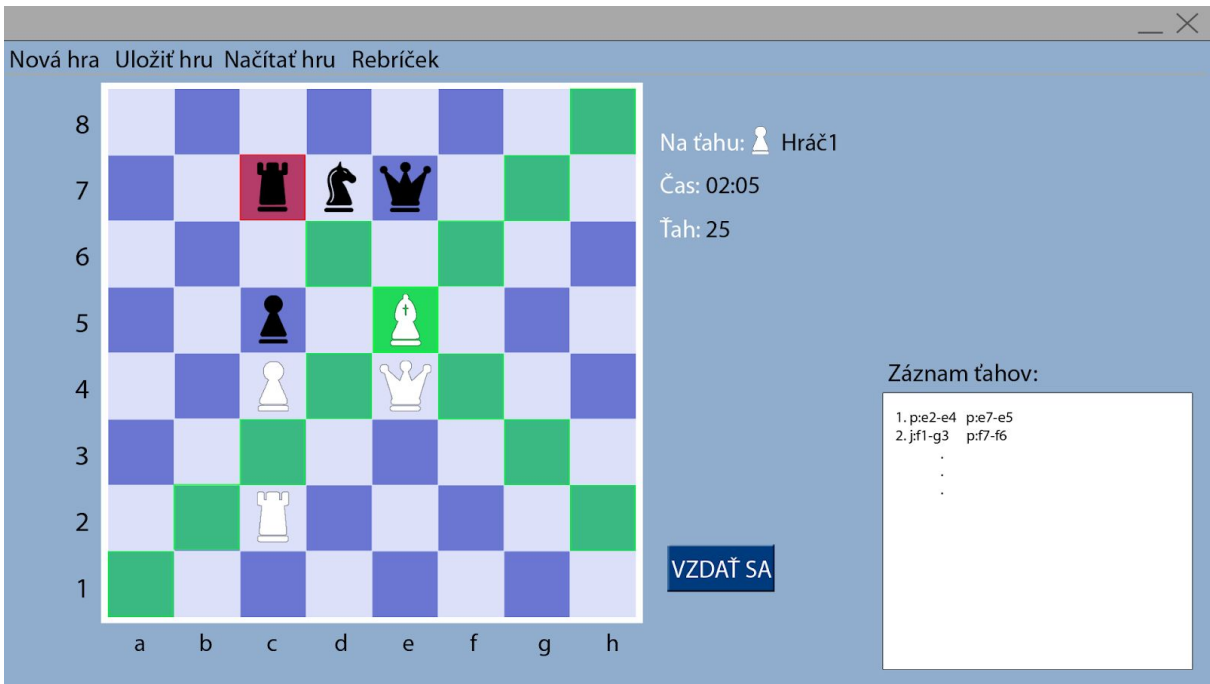 Nová hra Uložiť hru Načítať hru Rebríček
8
7
6
5
4
3
2
1
a b c d e f g h
Na ťahu: Hráč1
Čas: 02:05
Ťah: 25
Záznam ťahov:
1. p:e2-e4 p:e7-e5
2. j:f1-g3 p:f7-f6
.
.
.
VZDAŤ SA